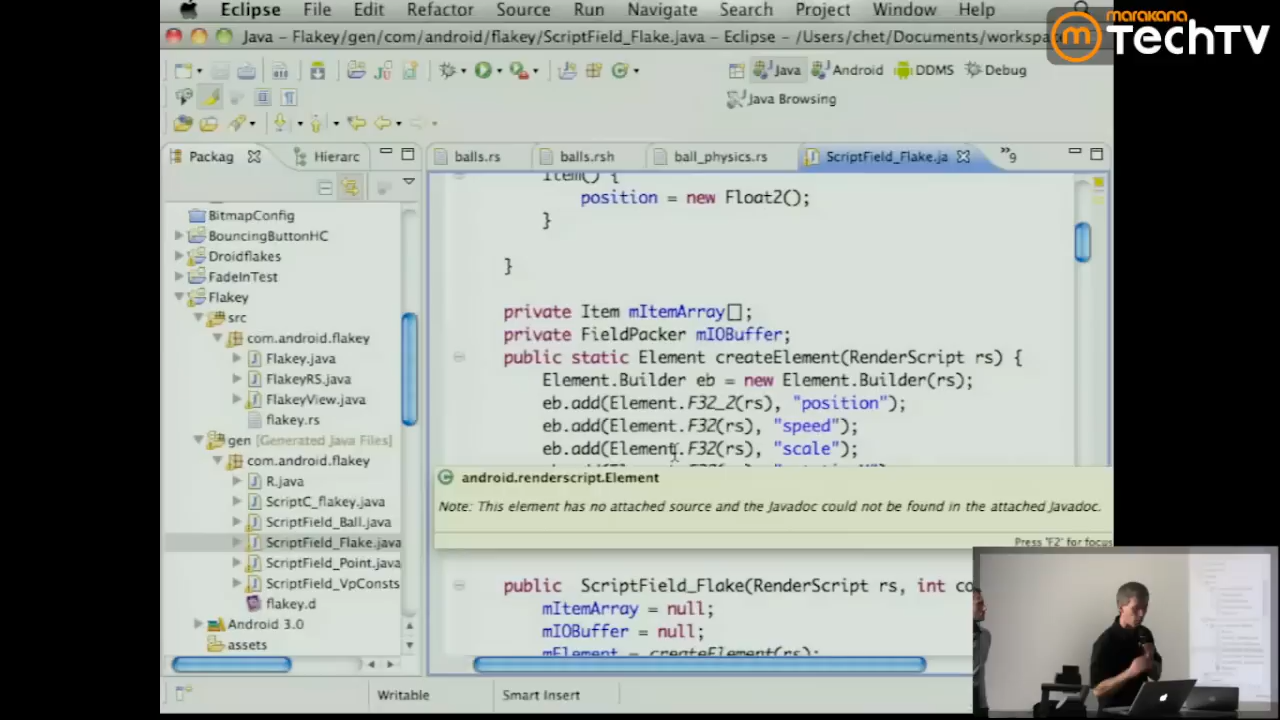 Eclipse File Edit Refactor Source Run Navigate Search Project Window Help
marakana
TechTV
Java – Flakey/gen/com/android/flakey/ScriptField_Flake.java – Eclipse – /Users/chet/Documents/workspac
Java Android DDMS Debug
Java Browsing
Packag Hierarc
balls.rs balls.rsh ball_physics.rs ScriptField_Flake.ja »9
BitmapConfig
BouncingButtonHC
Droidflakes
FadeInTest
Flakey
src
com.android.flakey
Flakey.java
FlakeyRS.java
FlakeyView.java
flakey.rs
gen [Generated Java Files]
com.android.flakey
R.java
ScriptC_flakey.java
ScriptField_Ball.java
ScriptField_Flake.java
ScriptField_Point.java
ScriptField_VpConsts
flakey.d
Android 3.0
assets
Item() {
position = new Float2();
}
}
private Item mItemArray[];
private FieldPacker mIOBuffer;
public static Element createElement(RenderScript rs) {
Element.Builder eb = new Element.Builder(rs);
eb.add(Element.F32_2(rs), "position");
eb.add(Element.F32(rs), "speed");
eb.add(Element.F32(rs), "scale");
android.renderscript.Element
Note: This element has no attached source and the Javadoc could not be found in the attached Javadoc.
Press 'F2' for focus
public ScriptField_Flake(RenderScript rs, int co
mItemArray = null;
mIOBuffer = null;
mElement = createElement(rs);
Writable Smart Insert